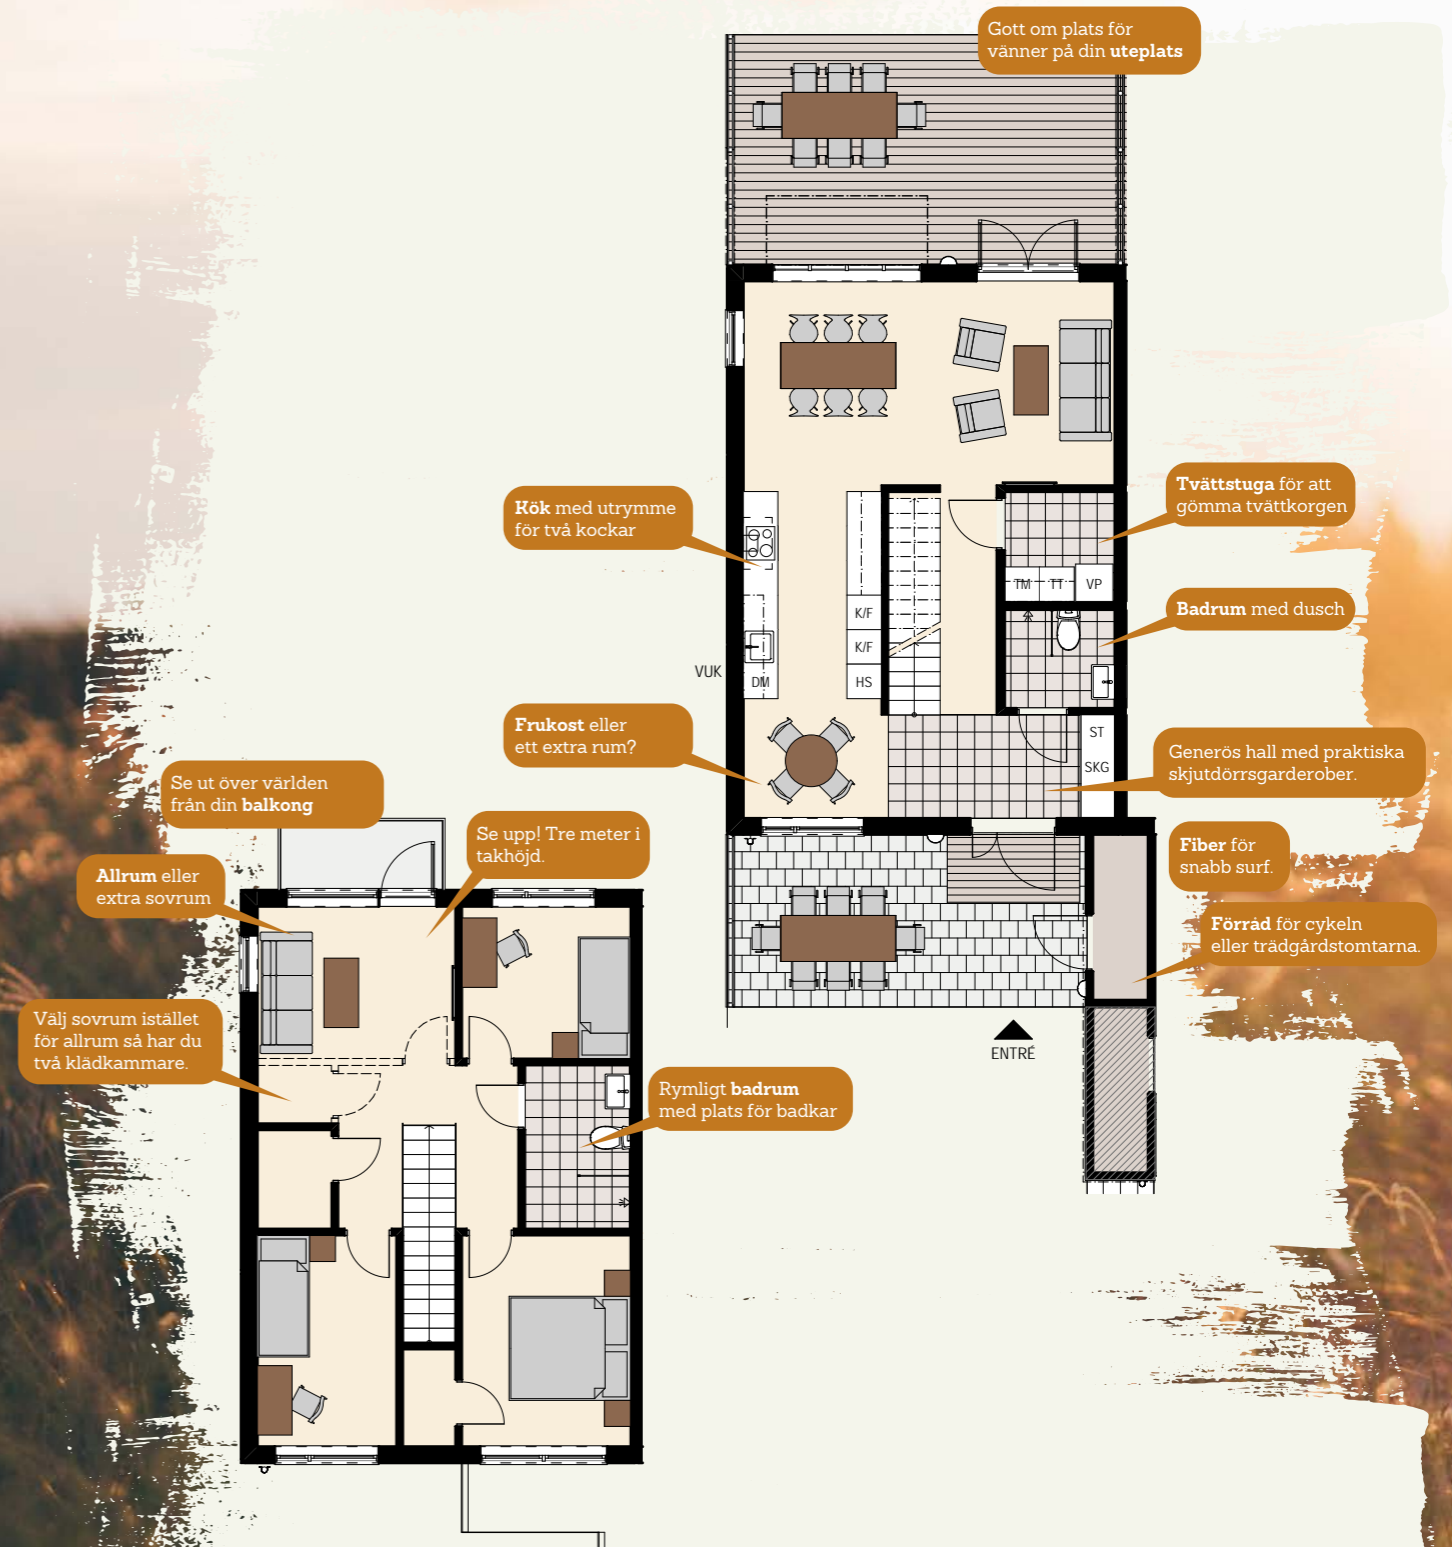 Gott om plats för
vänner på din uteplats
Kök med utrymme
för två kockar
Tvättstuga för att
gömma tvättkorgen
TM
TT
VP
K/F
K/F
HS
DM
VUK
Badrum med dusch
Frukost eller
ett extra rum?
ST
SKG
Generös hall med praktiska
skjutdörrsgarderober.
Se ut över världen
från din balkong
Se upp! Tre meter i
takhöjd.
Fiber för
snabb surf.
Allrum eller
extra sovrum
Förråd för cykeln
eller trädgårdstomtarna.
Välj sovrum istället
för allrum så har du
två klädkammare.
ENTRÉ
Rymligt badrum
med plats för badkar